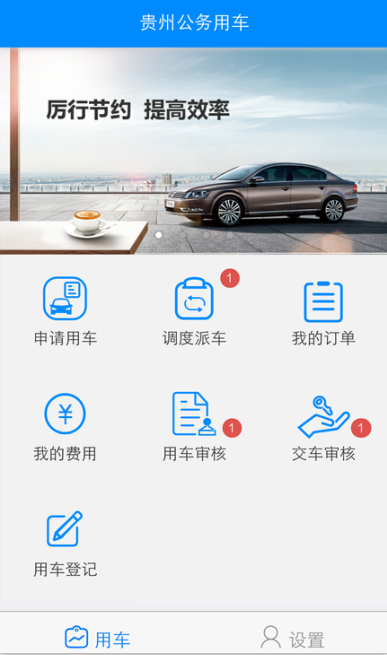 贵州公务用车
厉行节约 提高效率
1
申请用车 调度派车 我的订单
1 1
我的费用 用车审核 交车审核
用车登记
用车 设置